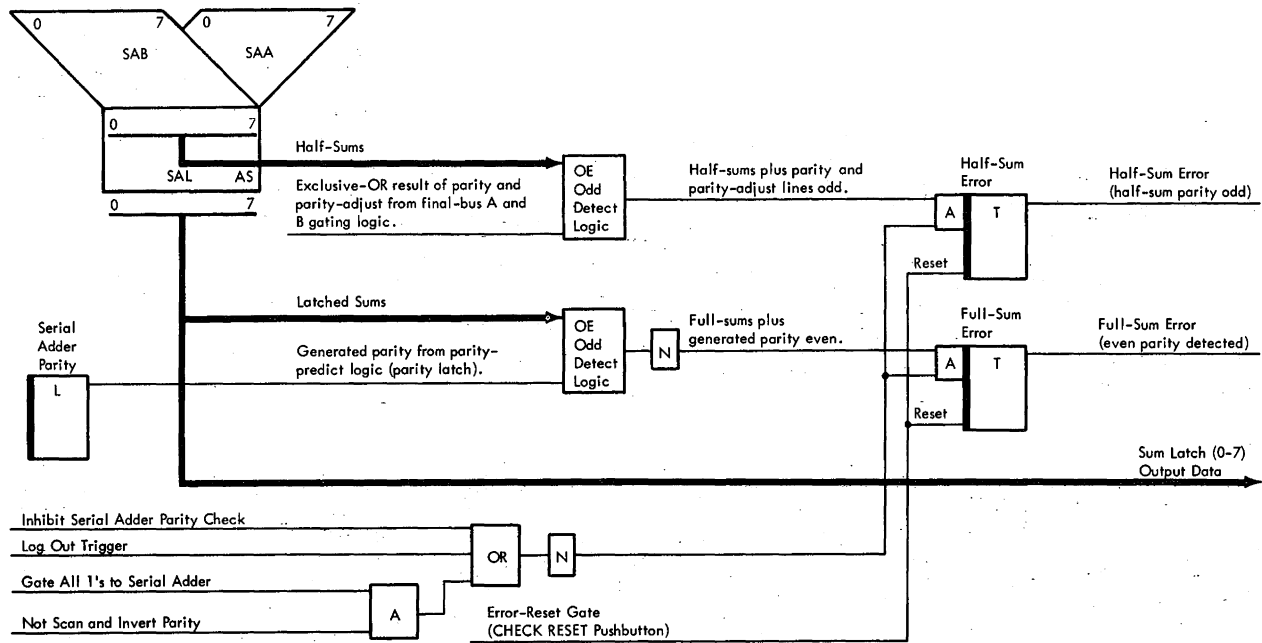 0 7 0 7
SAB SAA
0 7
SAL AS
0 7
Half-Sums
Exclusive-OR result of parity and
parity-adjust from final-bus A and
B gating logic.
OE
Odd
Detect
Logic
Half-sums plus parity and
parity-adjust lines odd.
Half-Sum
Error
A T
Reset
Half-Sum Error
(half-sum parity odd)
Serial
Adder
Parity
L
Latched Sums
Generated parity from parity-
predict logic (parity latch).
OE
Odd
Detect
Logic
N
Full-sums plus
generated parity even.
Full-Sum
Error
A T
Reset
Full-Sum Error
(even parity detected)
Sum Latch (0-7)
Output Data
Inhibit Serial Adder Parity Check
Log Out Trigger
OR N
Gate All 1's to Serial Adder
A
Not Scan and Invert Parity
Error-Reset Gate
(CHECK RESET Pushbutton)